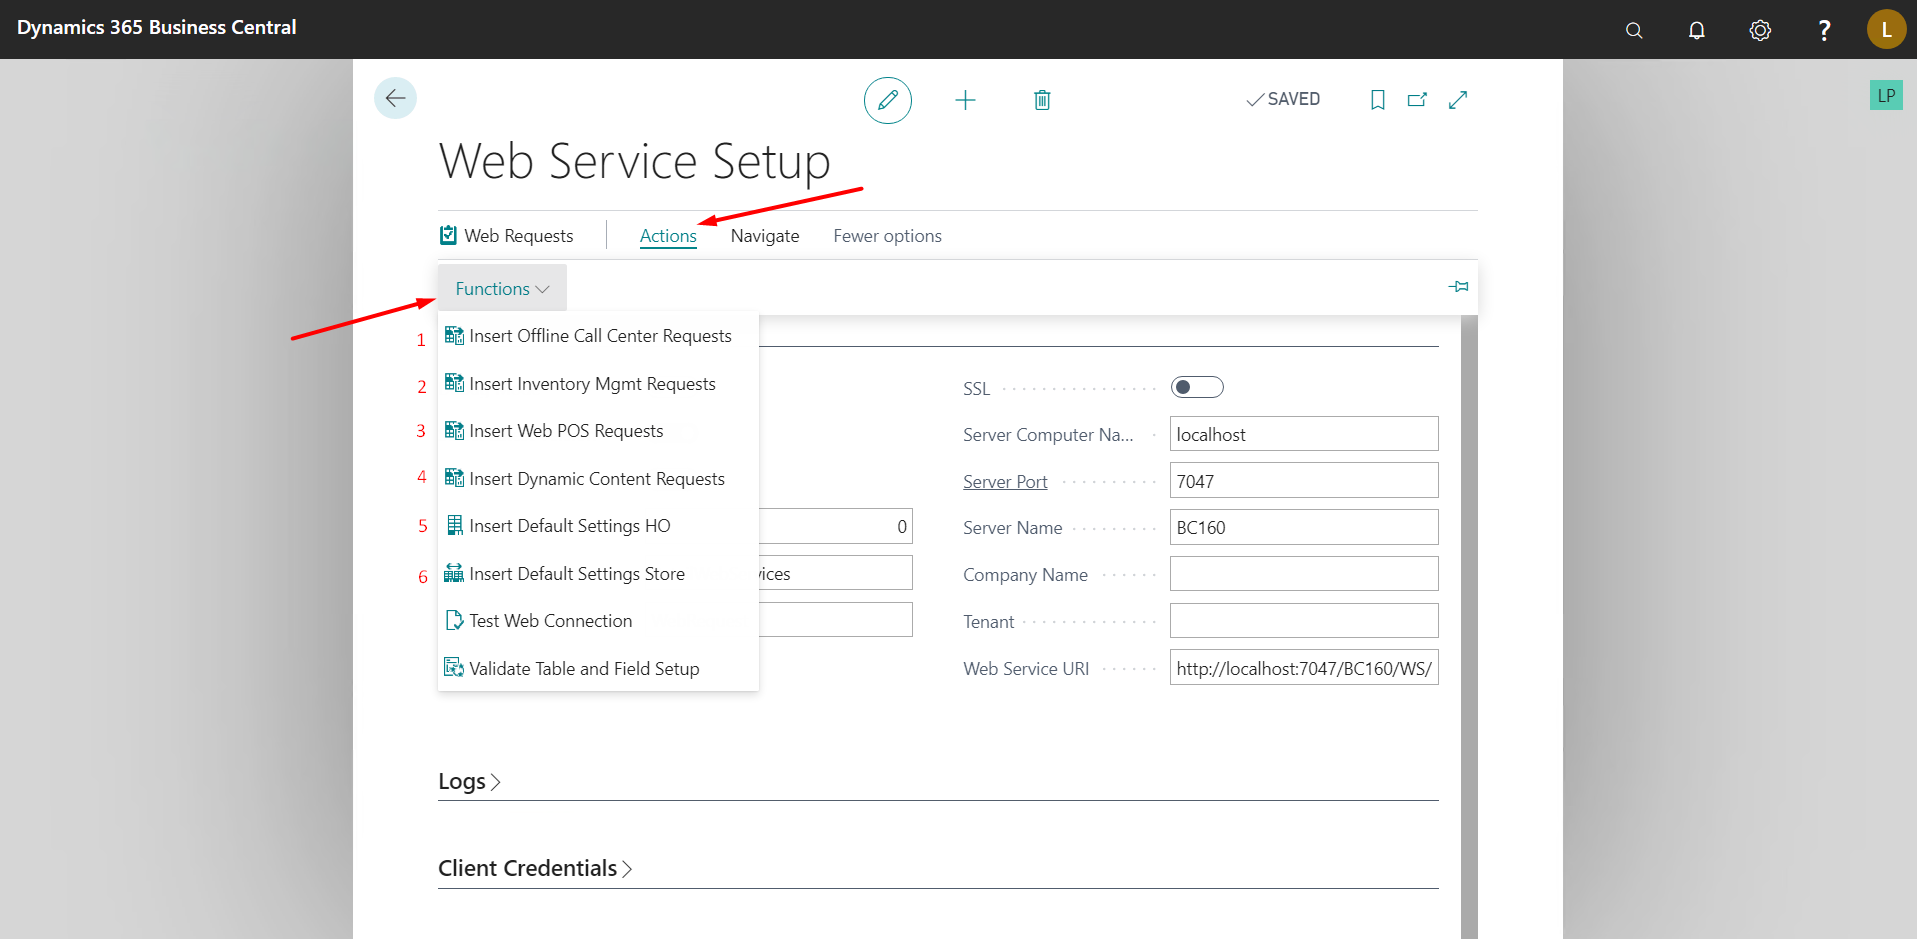 Dynamics 365 Business Central
?
L
LP
SAVED
Web Service Setup
Web Requests
Actions
Navigate
Fewer options
Functions
1 Insert Offline Call Center Requests
2 Insert Inventory Mgmt Requests
3 Insert Web POS Requests
4 Insert Dynamic Content Requests
5 Insert Default Settings HO
6 Insert Default Settings Store
Test Web Connection
Validate Table and Field Setup
0
vices
SSL
Server Computer Na... localhost
Server Port 7047
Server Name BC160
Company Name
Tenant
Web Service URI http://localhost:7047/BC160/WS/
Logs
Client Credentials